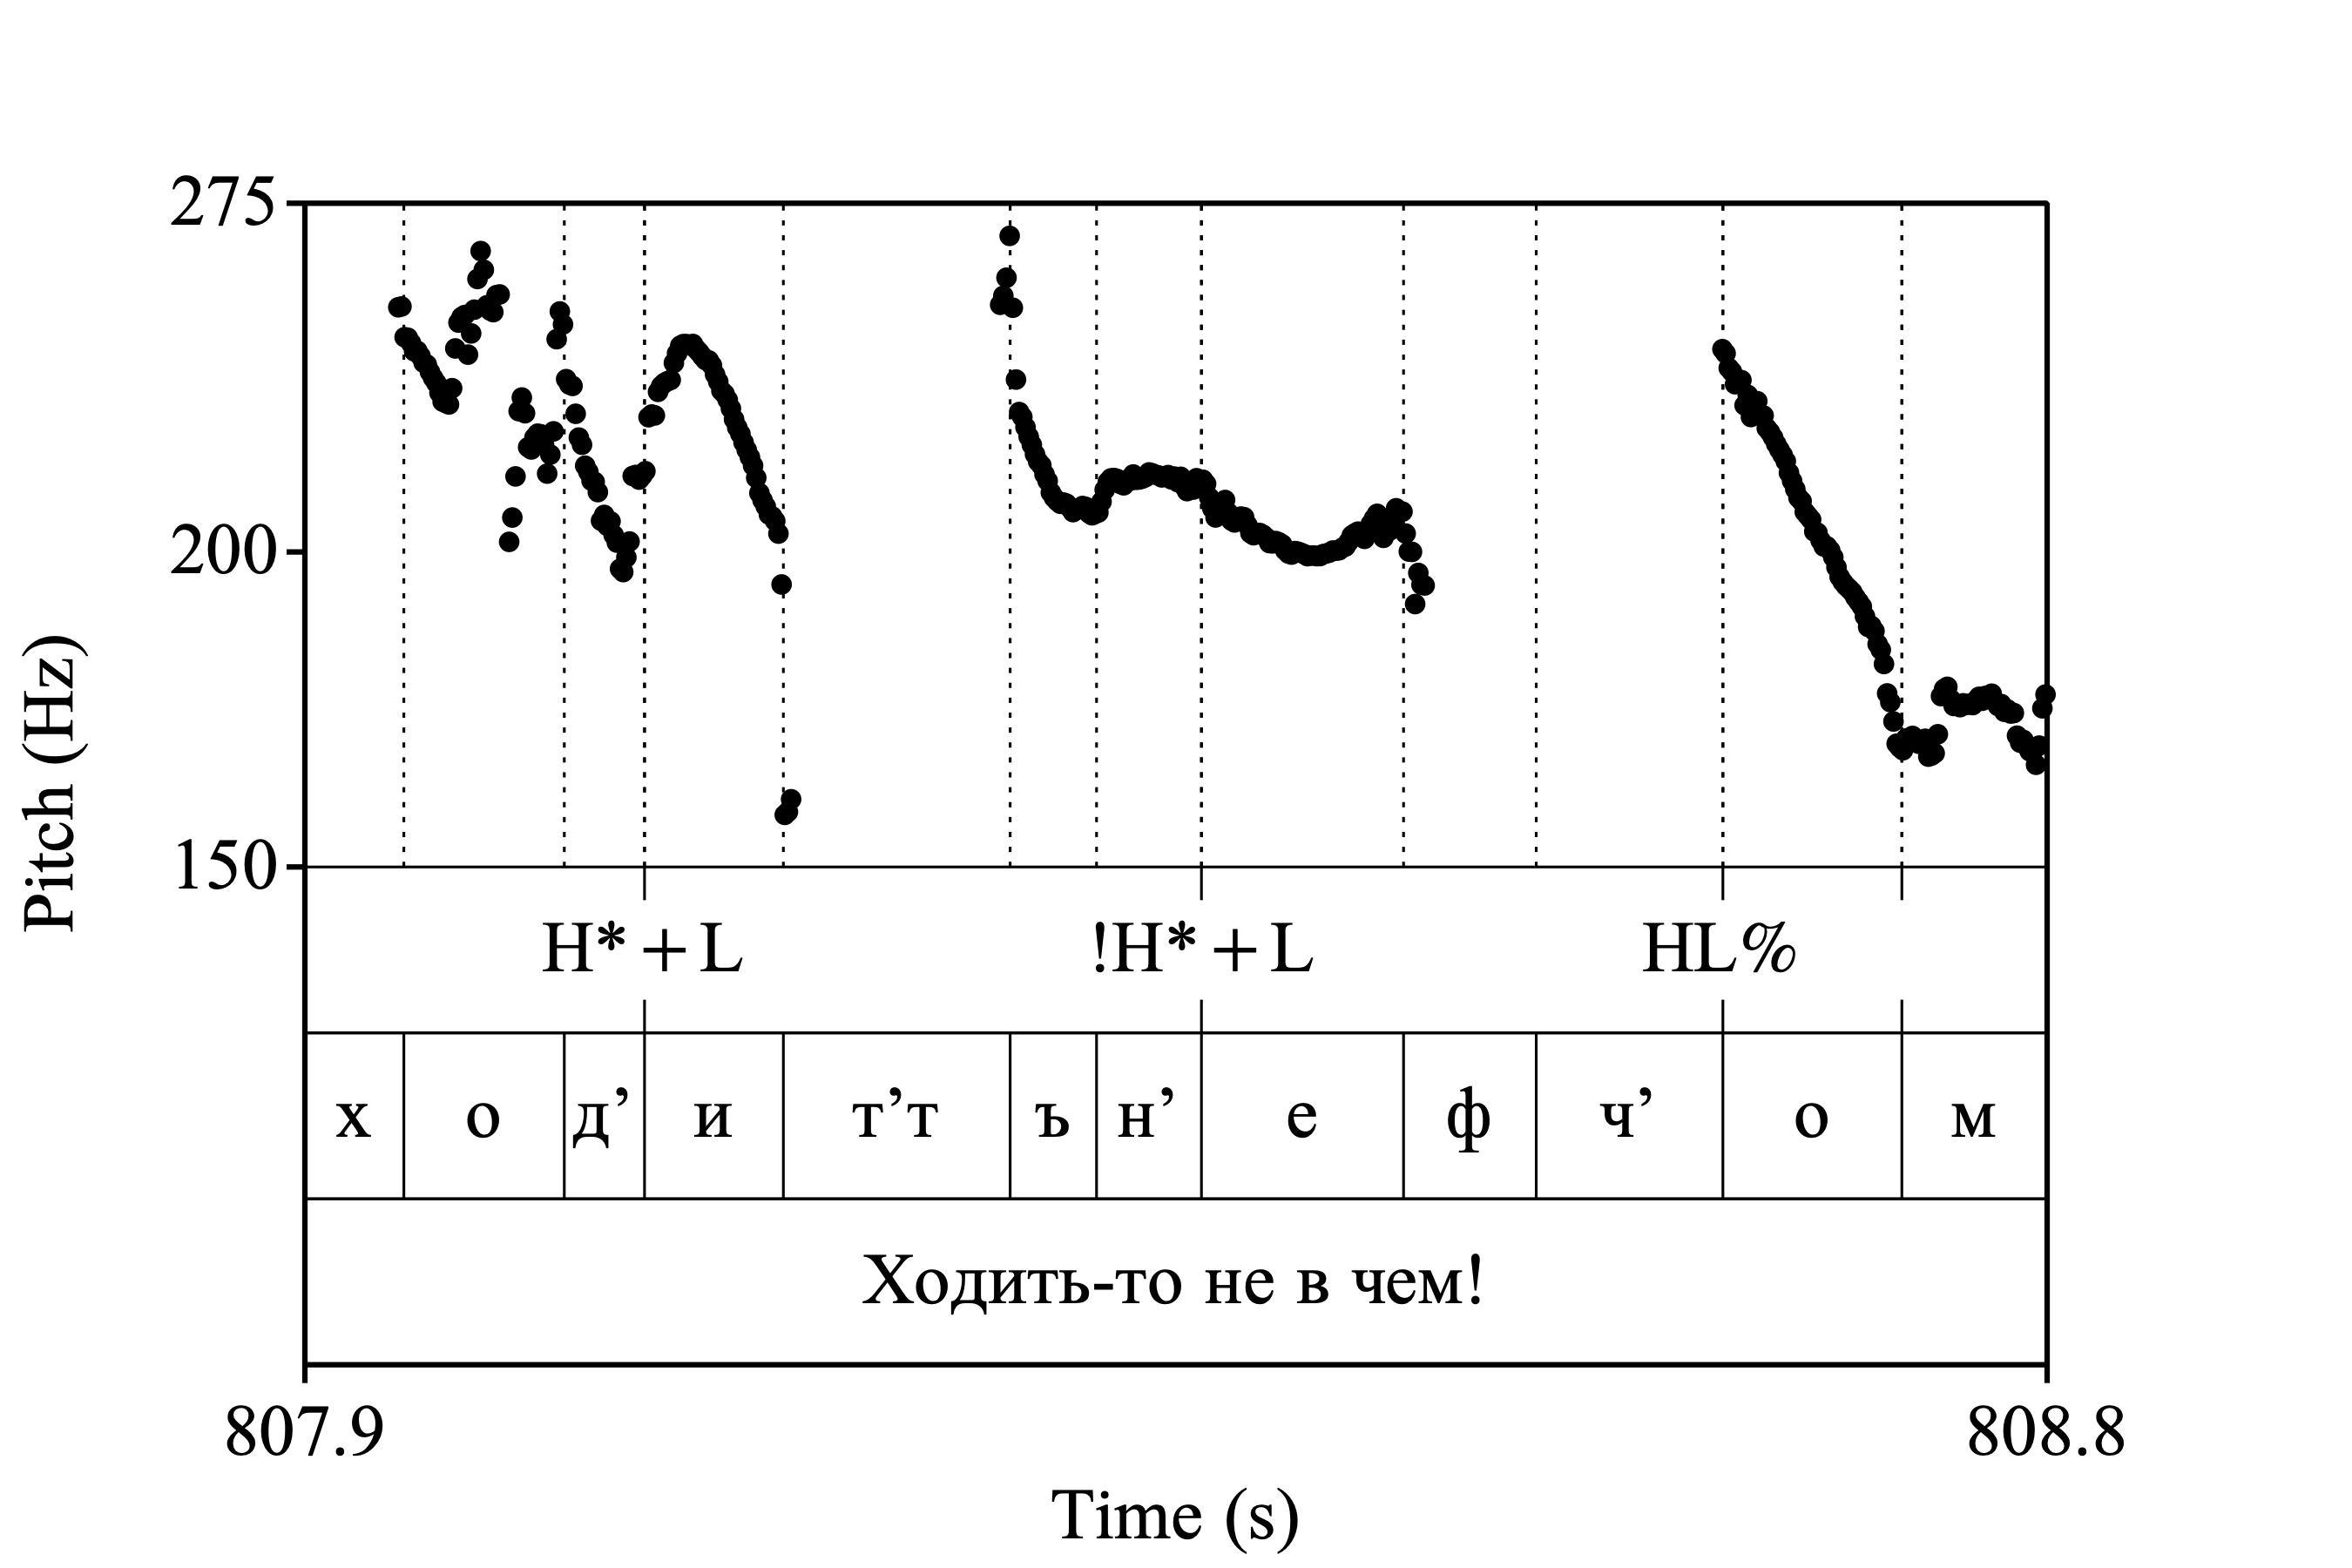 275
200
150
Pitch (Hz)
H*+L !H*+L HL%
х о д’ и т’т ъ н’ е ф ч’ о м
Ходить-то не в чем!
807.9 808.8
Time (s)